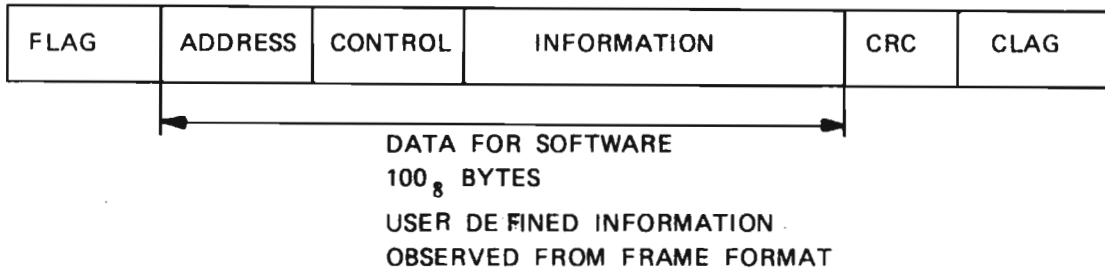 FLAG ADDRESS CONTROL INFORMATION CRC CLAG
DATA FOR SOFTWARE
100₈ BYTES
USER DEFINED INFORMATION
OBSERVED FROM FRAME FORMAT